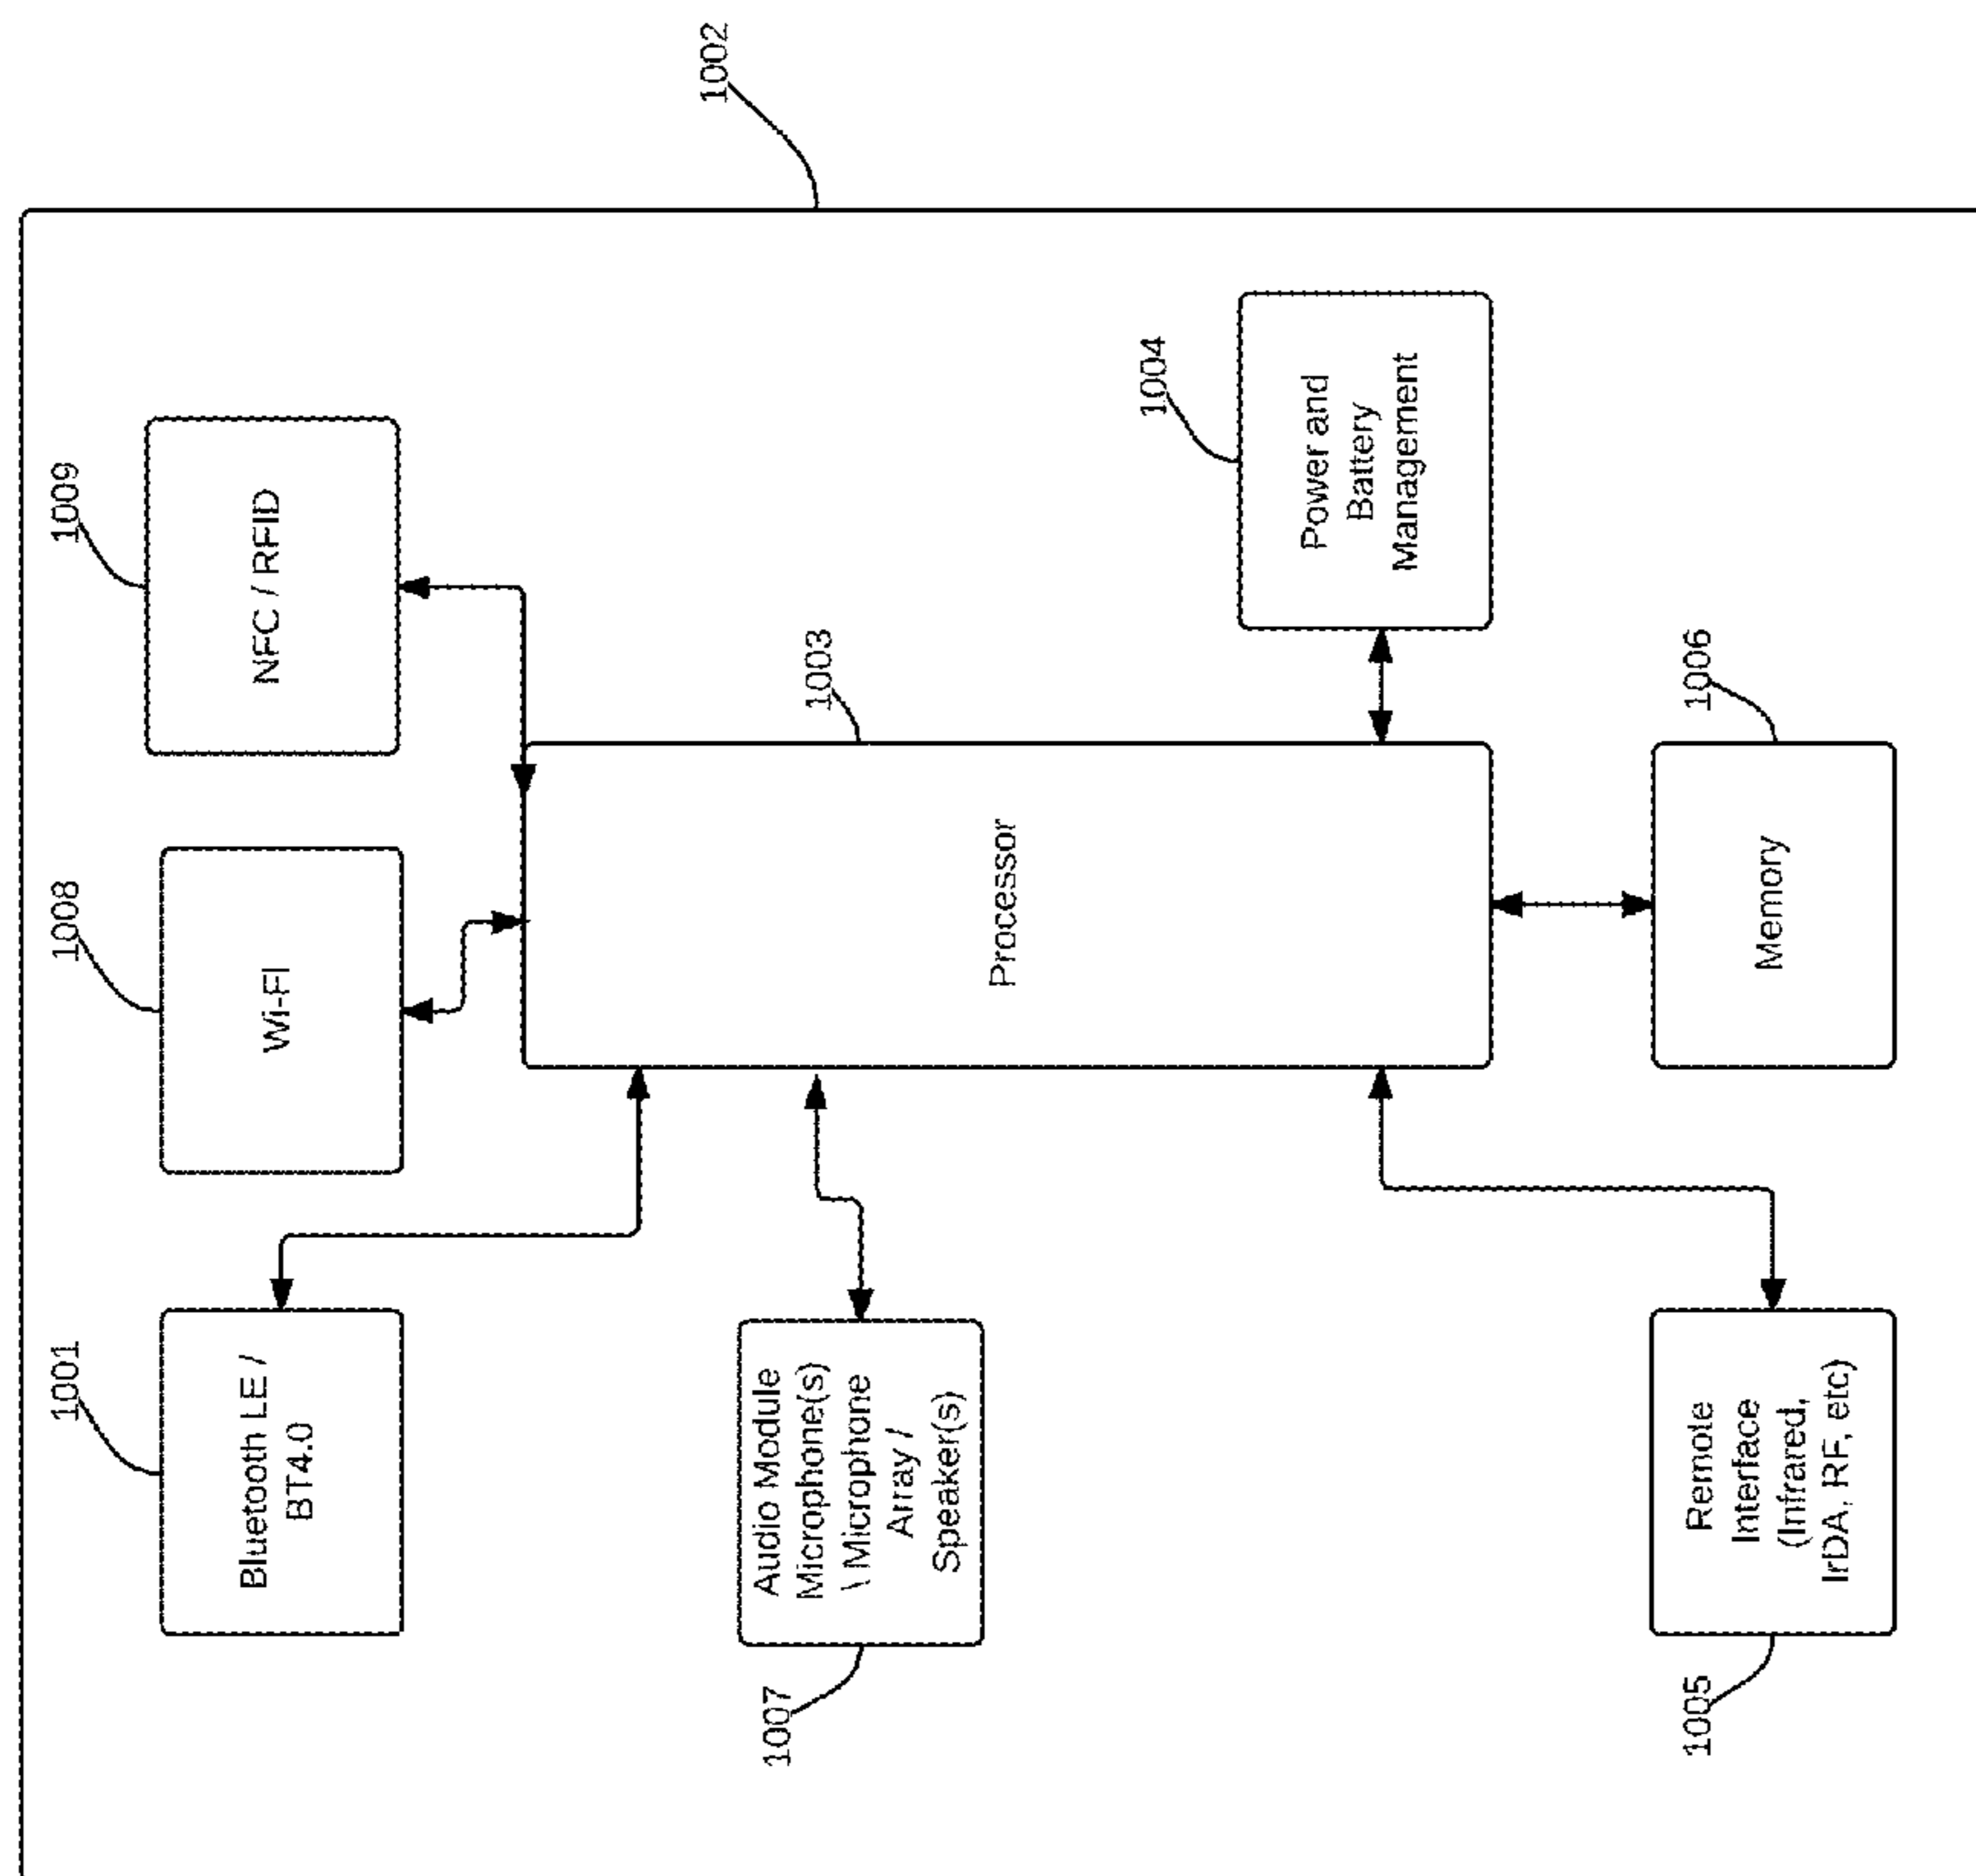 1001
1008
1009
Bluetooth LE /
BT4.0
Wi-FI
NFC / RFID
1002
1007
Audio Module
Microphone(s)
\ Microphone
Array /
Speaker(s)
1003
Processor
1004
Power and
Battery
Management
1005
Remote
Interface
(Infrared,
IrDA, RF, etc)
1006
Memory